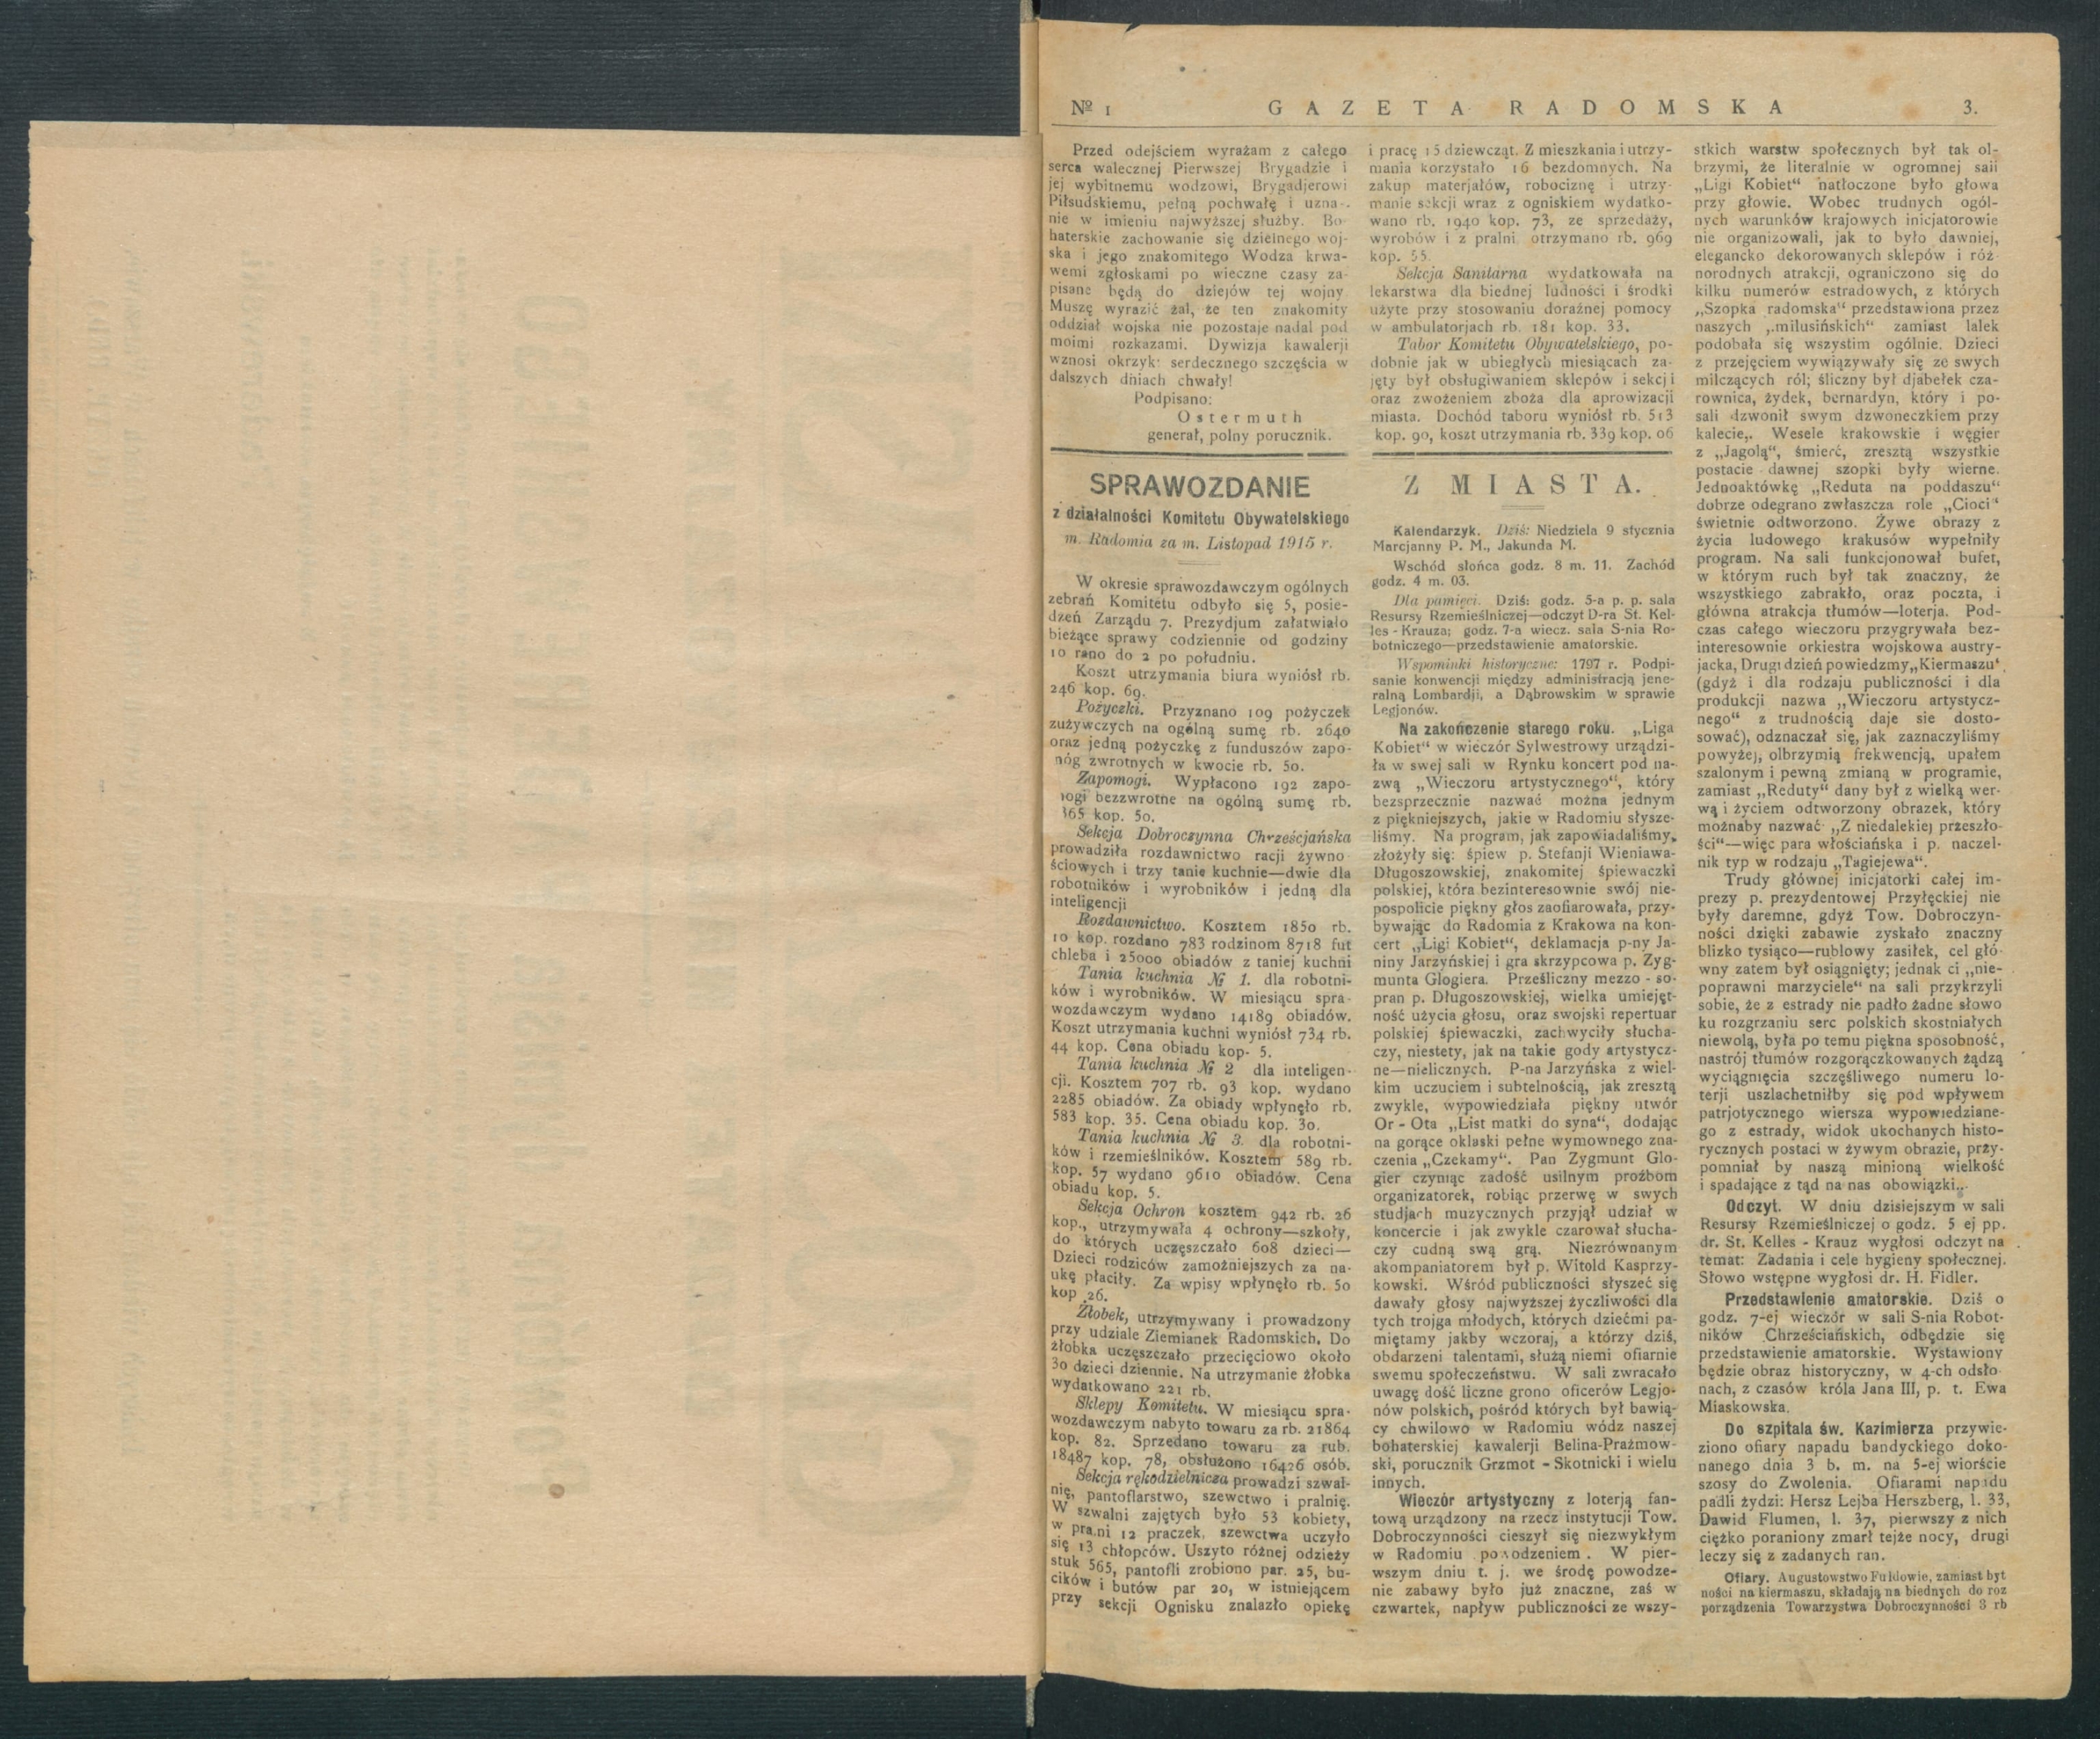 № 1 GAZETA RADOMSKA 3.
Przed odejściem wyrażam z całego
serca walecznej Pierwszej Brygadzie i
jej wybitnemu wodzowi, Brygadjerowi
Piłsudskiemu, pełną pochwałę i uzna-
nie w imieniu najwyższej służby. Bo
haterskie zachowanie się dzielnego woj-
ska i jego znakomitego Wodza krwa-
wemi zgłoskami po wieczne czasy za-
pisane będą do dziejów tej wojny
Muszę wyrazić żal, że ten znakomity
oddział wojska nie pozostaje nadal pod
moimi rozkazami. Dywizja kawalerji
wznosi okrzyk: serdecznego szczęścia w
dalszych dniach chwały!
Podpisano:
Ostermuth
generał, polny porucznik.
SPRAWOZDANIE
z działalności Komitetu Obywatelskiego
m. Radomia za m. Listopad 1915 r.
W okresie sprawozdawczym ogólnych
zebrań Komitetu odbyło się 5, posie-
dzeń Zarządu 7. Prezydjum załatwiało
bieżące sprawy codziennie od godziny
10 rano do 2 po południu.
Koszt utrzymania biura wyniósł rb.
246 kop. 69.
Pożyczki. Przyznano 109 pożyczek
zużywczych na ogólną sumę rb. 2640
oraz jedną pożyczkę z funduszów zapo-
nóg zwrotnych w kwocie rb. 50.
Zapomogi. Wypłacono 192 zapo-
nogi bezzwrotne na ogólną sumę rb.
365 kop. 50.
Sekcja Dobroczynna Chrześcjańska
prowadziła rozdawnictwo racji żywno
ściowych i trzy tanie kuchnie—dwie dla
robotników i wyrobników i jedną dla
inteligencji
Rozdawnictwo. Kosztem 1850 rb.
10 kop. rozdano 783 rodzinom 8718 fut
chleba i 25000 obiadów z taniej kuchni
Tania kuchnia № 1. dla robotni-
ków i wyrobników. W miesiącu spra-
wozdawczym wydano 14189 obiadów.
Koszt utrzymania kuchni wyniósł 734 rb.
44 kop. Cena obiadu kop- 5.
Tania kuchnia № 2 dla inteligen-
cji. Kosztem 707 rb. 93 kop. wydano
2285 obiadów. Za obiady wpłynęło rb.
583 kop. 35. Cena obiadu kop. 30.
Tania kuchnia № 3. dla robotni-
ków i rzemieślników. Kosztem 589 rb.
kop. 57 wydano 9610 obiadów. Cena
obiadu kop. 5.
Sekcja Ochron kosztem 942 rb. 26
kop., utrzymywała 4 ochrony—szkoły,
do których uczęszczało 608 dzieci—
Dzieci rodziców zamożniejszych za na-
ukę płaciły. Za wpisy wpłynęło rb. 50
kop 26.
Żłobek, utrzymywany i prowadzony
przy udziale Ziemianek Radomskich. Do
żłobka uczęszczało przecięciowo około
30 dzieci dziennie. Na utrzymanie żłobka
wydatkowano 221 rb.
Sklepy Komitetu. W miesiącu spra-
wozdawczym nabyto towaru za rb. 21864
kop. 82. Sprzedano towaru za rub.
18487 kop. 78, obsłużono 16426 osób.
Sekcja rękodzielnicza prowadzi szwal-
nię, pantoflarstwo, szewctwo i pralnię.
W szwalni zajętych było 53 kobiety,
w pra.ni 12 praczek, szewctwa uczyło
się 13 chłopców. Uszyto różnej odzieży
stuk 565, pantofli zrobiono par. 25, bu-
cików i butów par 20, w istniejącem
przy sekcji Ognisku znalazło opiekę
i pracę 15 dziewcząt. Z mieszkania i utrzy-
mania korzystało 16 bezdomnych. Na
zakup materjałów, robociznę i utrzy-
manie sekcji wraz z ogniskiem wydatko-
wano rb. 1940 kop. 73, ze sprzedaży,
wyrobów i z pralni otrzymano rb. 969
kop. 55.
Sekcja Sanitarna wydatkowała na
lekarstwa dla biednej ludności i środki
użyte przy stosowaniu doraźnej pomocy
w ambulatorjach rb. 181 kop. 33.
Tabor Komitetu Obywatelskiego, po-
dobnie jak w ubiegłych miesiącach za-
jęty był obsługiwaniem sklepów i sekcji
oraz zwożeniem zboża dla aprowizacji
miasta. Dochód taboru wyniósł rb. 513
kop. 90, koszt utrzymania rb. 339 kop. 06
Z MIASTA.
Kalendarzyk. Dziś: Niedziela 9 stycznia
Marcjanny P. M., Jakunda M.
Wschód słońca godz. 8 m. 11. Zachód
godz. 4 m. 03.
Dla pamięci. Dziś: godz. 5-a p. p. sala
Resursy Rzemieślniczej—odczyt D-ra St. Kel-
les - Krauza; godz. 7-a wiecz. sala S-nia Ro-
botniczego—przedstawienie amatorskie.
Wspominki historyczne: 1797 r. Podpi-
sanie konwencji między administracją jene-
ralną Lombardji, a Dąbrowskim w sprawie
Legjonów.
Na zakończenie starego roku. „Liga
Kobiet“ w wieczór Sylwestrowy urządzi-
ła w swej sali w Rynku koncert pod na-
zwą „Wieczoru artystycznego“, który
bezsprzecznie nazwać można jednym
z piękniejszych, jakie w Radomiu słysze-
liśmy. Na program, jak zapowiadaliśmy,
złożyły się: śpiew p. Stefanji Wieniawa-
Długoszowskiej, znakomitej śpiewaczki
polskiej, która bezinteresownie swój nie-
pospolicie piękny głos zaofiarowała, przy-
bywając do Radomia z Krakowa na kon-
cert „Ligi Kobiet“, deklamacja p-ny Ja-
niny Jarzyńskiej i gra skrzypcowa p. Zyg-
munta Glogiera. Prześliczny mezzo - so-
pran p. Długoszowskiej, wielka umiejęt-
ność użycia głosu, oraz swojski repertuar
polskiej śpiewaczki, zachwyciły słucha-
czy, niestety, jak na takie gody artystycz-
ne—nielicznych. P-na Jarzyńska z wiel-
kim uczuciem i subtelnością, jak zresztą
zwykle, wypowiedziała piękny utwór
Or - Ota „List matki do syna“, dodając
na gorące oklaski pełne wymownego zna-
czenia „Czekamy“. Pan Zygmunt Glo-
gier czyniąc zadość usilnym proźbom
organizatorek, robiąc przerwę w swych
studjach muzycznych przyjął udział w
koncercie i jak zwykle czarował słucha-
czy cudną swą grą. Niezrównanym
akompaniatorem był p. Witold Kasprzy-
kowski. Wśród publiczności słyszeć się
dawały głosy najwyższej życzliwości dla
tych trojga młodych, których dziećmi pa-
miętamy jakby wczoraj, a którzy dziś,
obdarzeni talentami, służą niemi ofiarnie
swemu społeczeństwu. W sali zwracało
uwagę dość liczne grono oficerów Legjo-
nów polskich, pośród których był bawią-
cy chwilowo w Radomiu wódz naszej
bohaterskiej kawalerji Belina-Prażmow-
ski, porucznik Grzmot - Skotnicki i wielu
innych.
Wieczór artystyczny z loterją fan-
tową urządzony na rzecz instytucji Tow.
Dobroczynności cieszył się niezwykłym
w Radomiu powodzeniem. W pier-
wszym dniu t. j. we środę powodze-
nie zabawy było już znaczne, zaś w
czwartek, napływ publiczności ze wszy-
stkich warstw społecznych był tak ol-
brzymi, że literalnie w ogromnej sali
„Ligi Kobiet“ natłoczone było głowa
przy głowie. Wobec trudnych ogól-
nych warunków krajowych inicjatorowie
nie organizowali, jak to było dawniej,
elegancko dekorowanych sklepów i róż-
norodnych atrakcji, ograniczono się do
kilku numerów estradowych, z których
„Szopka radomska“ przedstawiona przez
naszych „milusińskich“ zamiast lalek
podobała się wszystim ogólnie. Dzieci
z przejęciem wywiązywały się ze swych
milczących ról; śliczny był djabełek cza-
rownica, żydek, bernardyn, który i po-
sali dzwonił swym dzwoneczkiem przy
kalecie,. Wesele krakowskie i węgier
z „Jagolą“, śmierć, zresztą wszystkie
postacie dawnej szopki były wierne.
Jednoaktówkę „Reduta na poddaszu“
dobrze odegrano zwłaszcza role „Cioci“
świetnie odtworzono. Żywe obrazy z
życia ludowego krakusów wypełniły
program. Na sali funkcjonował bufet,
w którym ruch był tak znaczny, że
wszystkiego zabrakło, oraz poczta, i
główna atrakcja tłumów—loterja. Pod-
czas całego wieczoru przygrywała bez-
interesownie orkiestra wojskowa austry-
jacka, Drugi dzień powiedzmy „Kiermaszu“
(gdyż i dla rodzaju publiczności i dla
produkcji nazwa „Wieczoru artystycz-
nego“ z trudnością daje sie dosto-
sować), odznaczał się, jak zaznaczyliśmy
powyżej, olbrzymią frekwencją, upałem
szalonym i pewną zmianą w programie,
zamiast „Reduty“ dany był z wielką wer-
wą i życiem odtworzony obrazek, który
możnaby nazwać „Z niedalekiej przeszło-
ści“—więc para włościańska i p. naczel-
nik typ w rodzaju „Tagiejewa“.
Trudy głównej inicjatorki całej im-
prezy p. prezydentowej Przyłęckiej nie
były daremne, gdyż Tow. Dobroczyn-
ności dzięki zabawie zyskało znaczny
blizko tysiąco—rublowy zasiłek, cel głó-
wny zatem był osiągnięty; jednak ci „nie-
poprawni marzyciele“ na sali przykrzyli
sobie, że z estrady nie padło żadne słowo
ku rozgrzaniu serc polskich skostniałych
niewolą, była po temu piękna sposobność,
nastrój tłumów rozgorączkowanych żądzą
wyciągnięcia szczęśliwego numeru lo-
terji uszlachetniłby się pod wpływem
patrjotycznego wiersza wypowiedziane-
go z estrady, widok ukochanych histo-
rycznych postaci w żywym obrazie, przy-
pomniał by naszą minioną wielkość
i spadające z tąd na nas obowiązki...
Odczyt. W dniu dzisiejszym w sali
Resursy Rzemieślniczej o godz. 5 ej pp.
dr. St. Kelles - Krauz wygłosi odczyt na
temat: Zadania i cele hygieny społecznej.
Słowo wstępne wygłosi dr. H. Fidler.
Przedstawienie amatorskie. Dziś o
godz. 7-ej wieczór w sali S-nia Robot-
ników Chrześciańskich, odbędzie się
przedstawienie amatorskie. Wystawiony
będzie obraz historyczny, w 4-ch odsło
nach, z czasów króla Jana III, p. t. Ewa
Miaskowska.
Do szpitala św. Kazimierza przywie-
ziono ofiary napadu bandyckiego doko-
nanego dnia 3 b. m. na 5-ej wiorście
szosy do Zwolenia. Ofiarami napadu
padli żydzi: Hersz Lejba Herszberg, l. 33,
Dawid Flumen, l. 37, pierwszy z nich
ciężko poraniony zmarł tejże nocy, drugi
leczy się z zadanych ran.
Ofiary. Augustowstwo Fuldowie, zamiast byt
ności na kiermaszu, składają na biednych do roz
porządzenia Towarzystwa Dobroczynności 3 rb